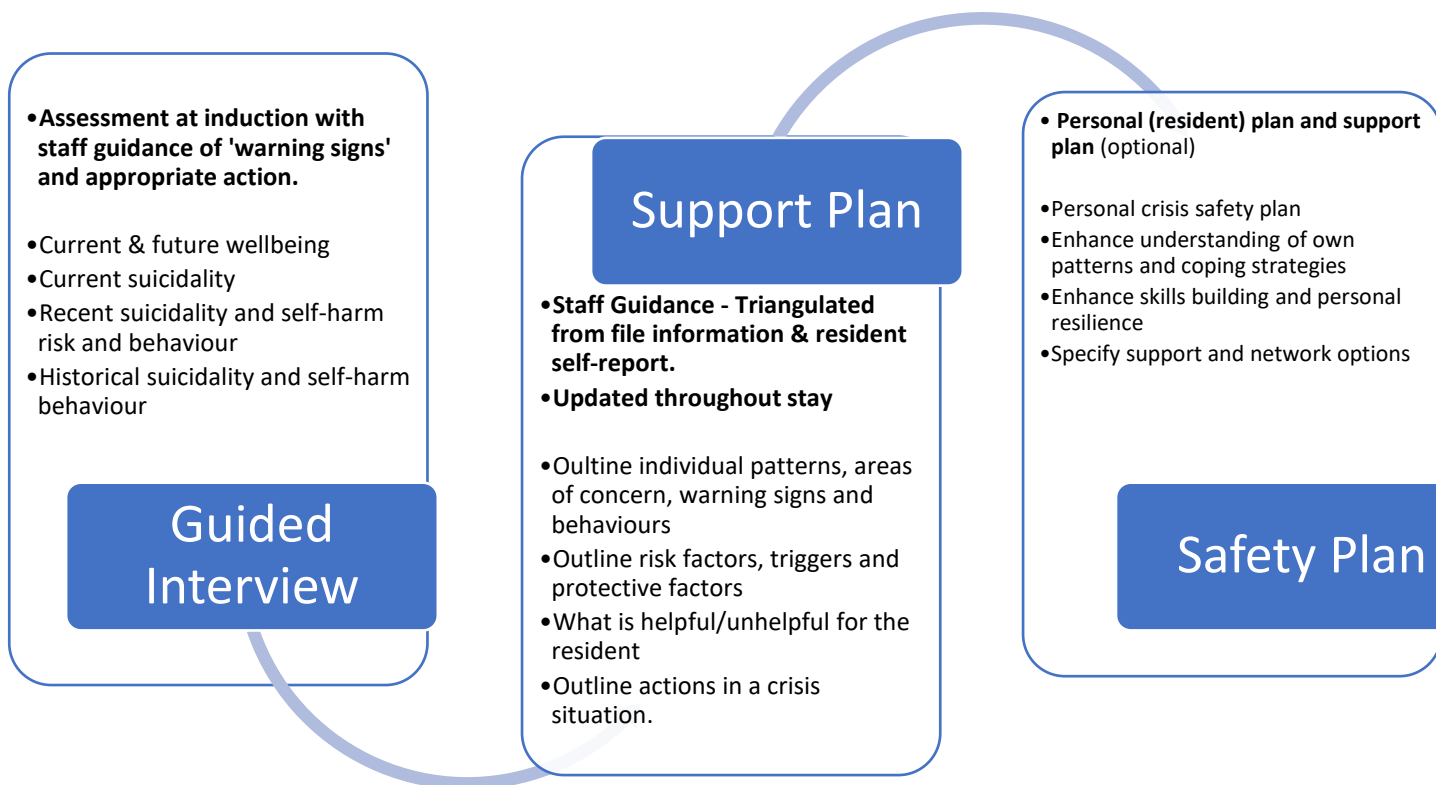 •Assessment at induction with
staff guidance of 'warning signs'
and appropriate action.
•Current & future wellbeing
•Current suicidality
•Recent suicidality and self-harm
risk and behaviour
•Historical suicidality and self-harm
behaviour
Guided
Interview
Support Plan
•Staff Guidance - Triangulated
from file information & resident
self-report.
•Updated throughout stay
•Oultine individual patterns, areas
of concern, warning signs and
behaviours
•Outline risk factors, triggers and
protective factors
•What is helpful/unhelpful for the
resident
•Outline actions in a crisis
situation.
• Personal (resident) plan and support
plan (optional)
•Personal crisis safety plan
•Enhance understanding of own
patterns and coping strategies
•Enhance skills building and personal
resilience
•Specify support and network options
Safety Plan